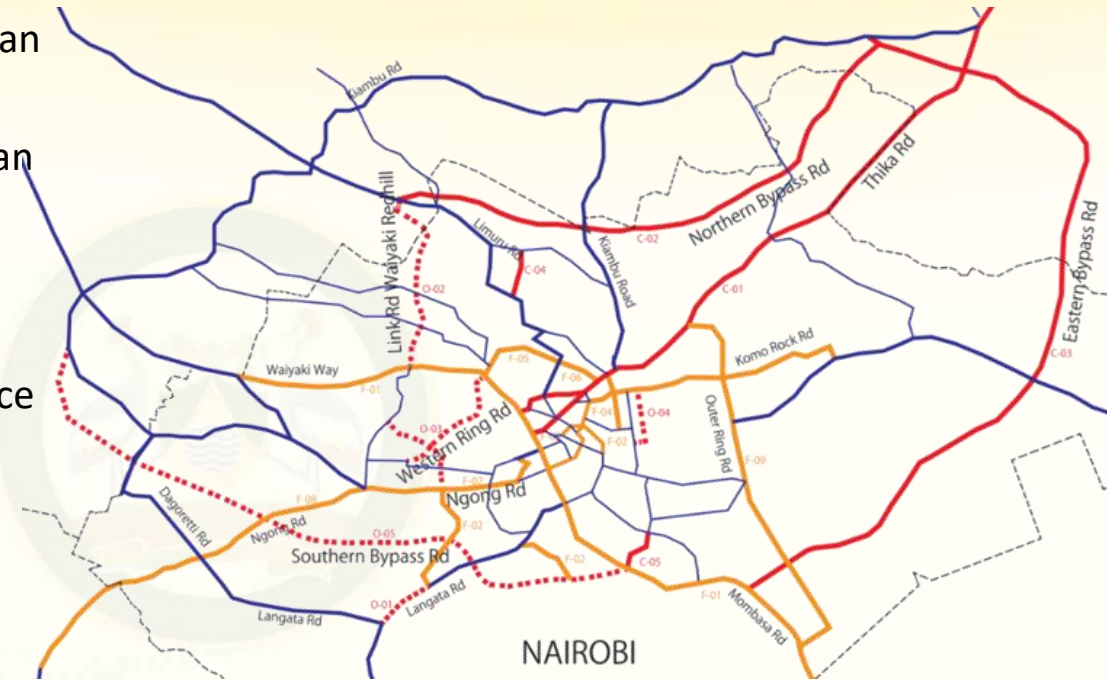 an
an
ce
Kiambu Rd
Link Rd Waiyaki Redhill
Limuru Rd
C-04
Kiambu Road
C-02
Northern Bypass Rd
Thika Rd
Eastern Bypass Rd
O-02
C-01
C-03
Komo Rock Rd
Waiyaki Way
F-01
F-05
F-06
F-04
O-04
Outer Ring Rd
O-03
Western Ring Rd
F-02
F-09
F-07
Ngong Rd
F-08
Ngong Rd
Dagoretti Rd
O-05
F-02
Southern Bypass Rd
F-02
C-05
O-01
Langata Rd
F-01
Mombasa Rd
Langata Rd
NAIROBI